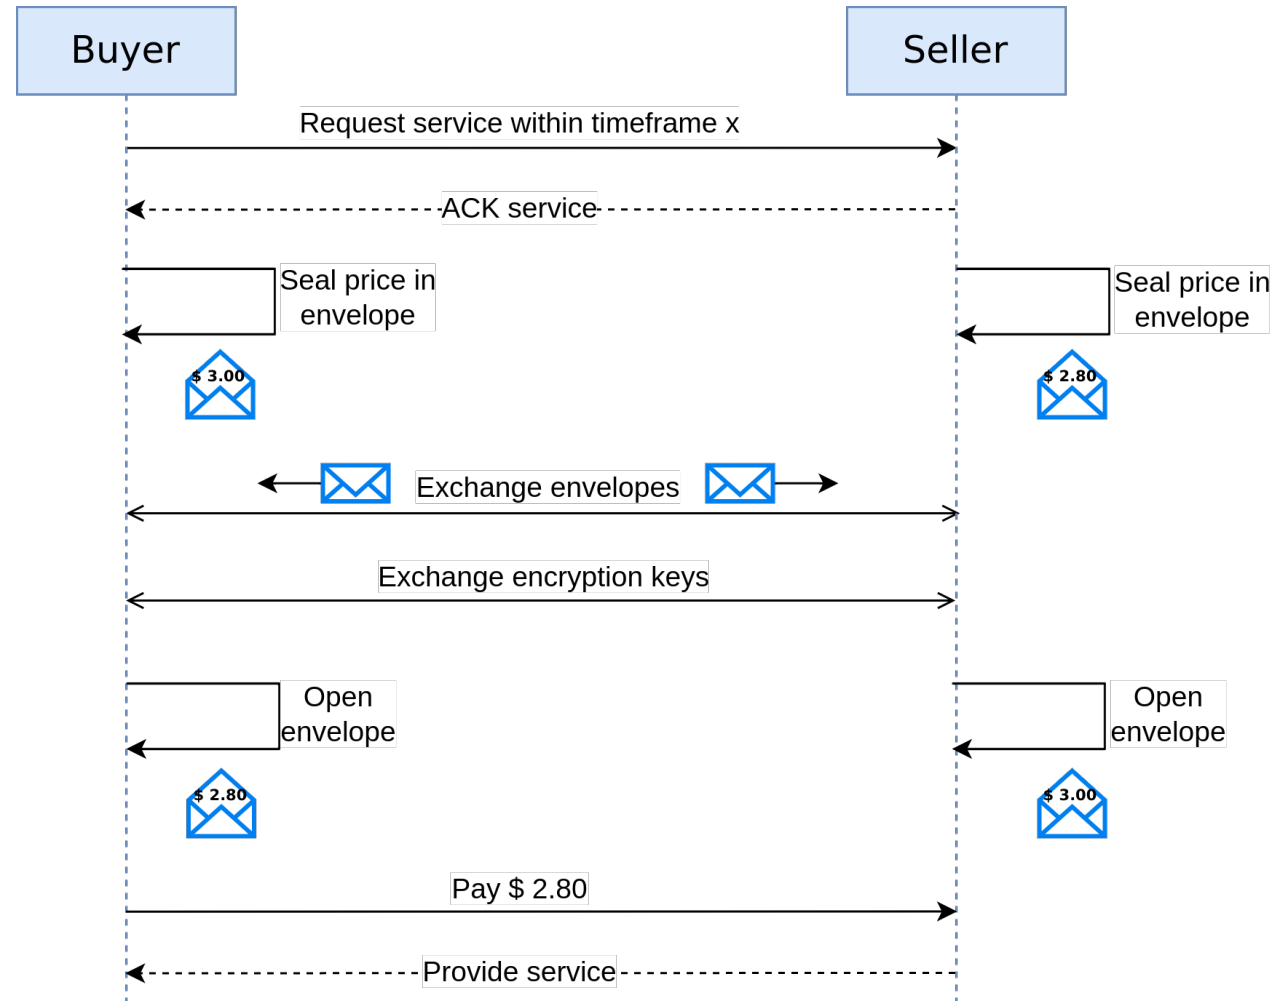 Buyer
Seller
Request service within timeframe x
ACK service
Seal price in
envelope
Seal price in
envelope
$ 3.00
$ 2.80
Exchange envelopes
Exchange encryption keys
Open
envelope
Open
envelope
$ 2.80
$ 3.00
Pay $ 2.80
Provide service